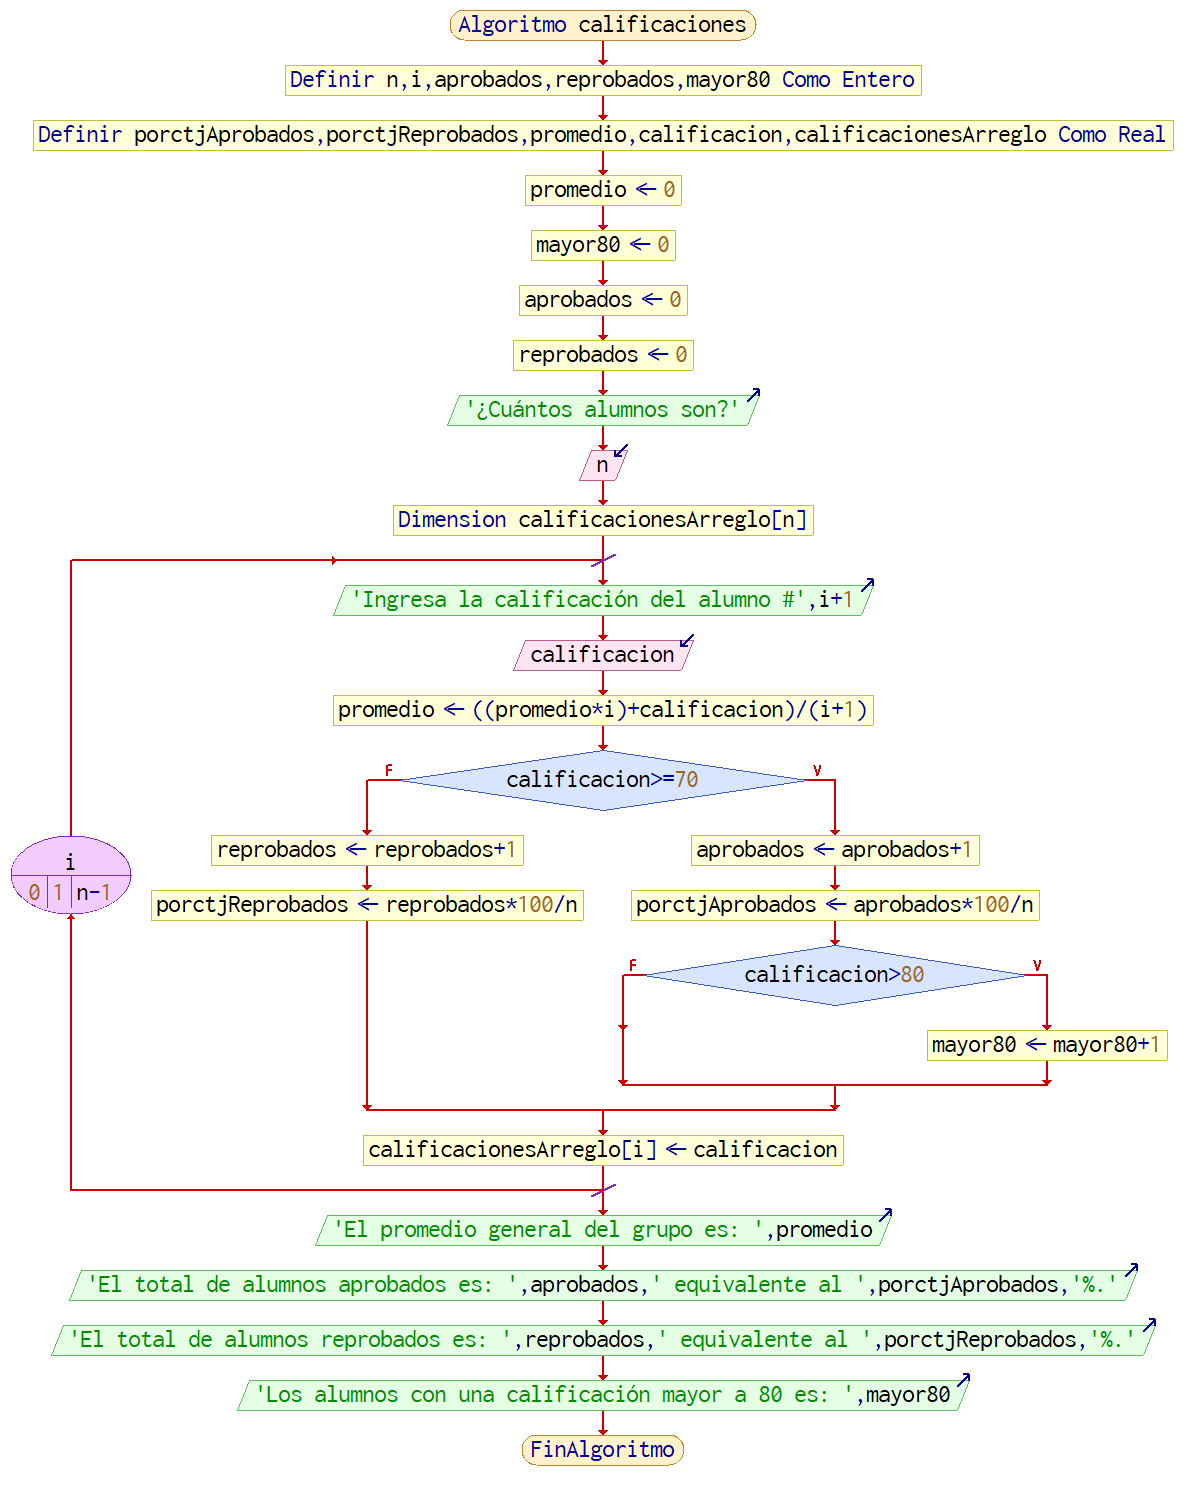 Algoritmo calificaciones
Definir n,i,aprobados,reprobados,mayor80 Como Entero
Definir porctjAprobados,porctjReprobados,promedio,calificacion,calificacionesArreglo Como Real
promedio ← 0
mayor80 ← 0
aprobados ← 0
reprobados ← 0
'¿Cuántos alumnos son?'
n
Dimension calificacionesArreglo[n]
'Ingresa la calificación del alumno #',i+1
calificacion
promedio ← ((promedio*i)+calificacion)/(i+1)
F
calificacion>=70
V
reprobados ← reprobados+1
aprobados ← aprobados+1
i
0 1 n-1
porctjReprobados ← reprobados*100/n
porctjAprobados ← aprobados*100/n
F
calificacion>80
V
mayor80 ← mayor80+1
calificacionesArreglo[i] ← calificacion
'El promedio general del grupo es: ',promedio
'El total de alumnos aprobados es: ',aprobados,' equivalente al ',porctjAprobados,'%.'
'El total de alumnos reprobados es: ',reprobados,' equivalente al ',porctjReprobados,'%.'
'Los alumnos con una calificación mayor a 80 es: ',mayor80
FinAlgoritmo